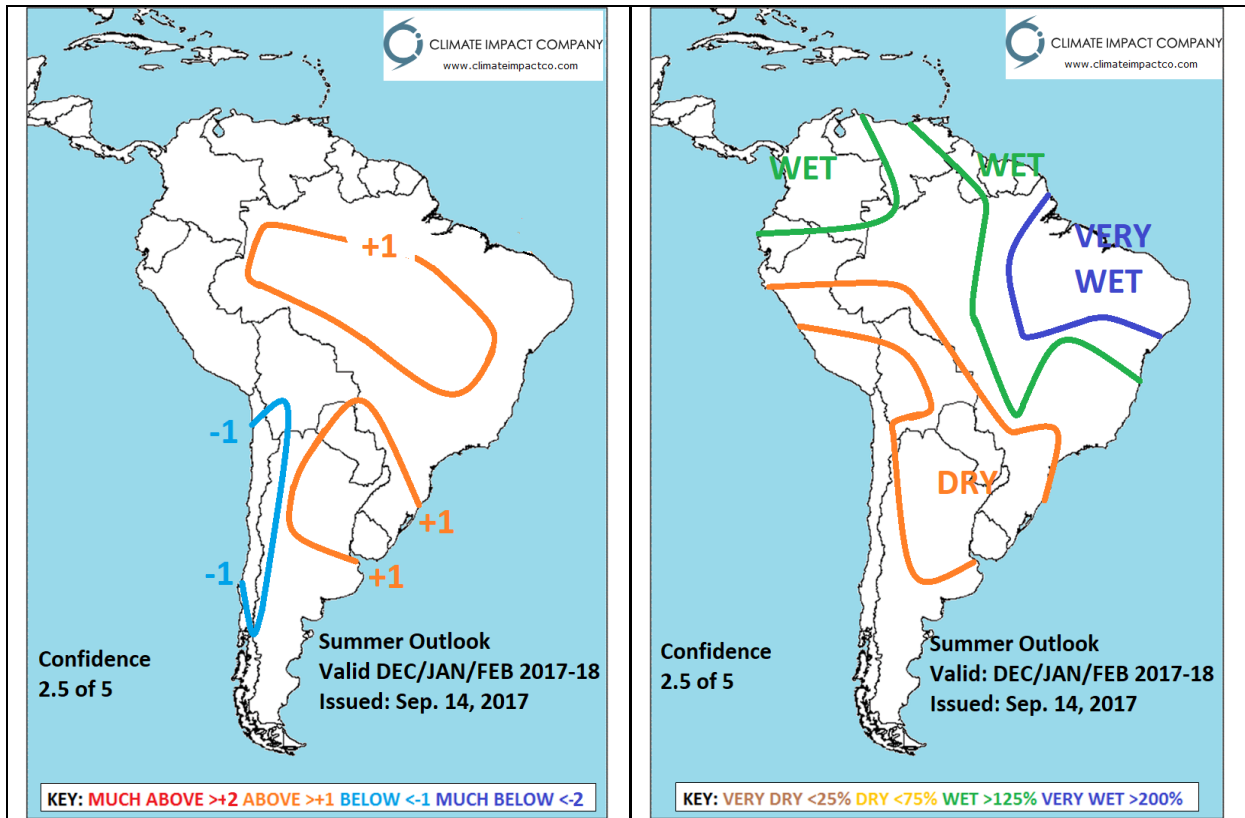 CLIMATE IMPACT COMPANY
www.climateimpactco.com
+1
-1
+1
-1
+1
Confidence
2.5 of 5
Summer Outlook
Valid DEC/JAN/FEB 2017-18
Issued: Sep. 14, 2017
KEY: MUCH ABOVE >+2 ABOVE >+1 BELOW <-1 MUCH BELOW <-2
CLIMATE IMPACT COMPANY
www.climateimpactco.com
WET
WET
VERY
WET
DRY
Confidence
2.5 of 5
Summer Outlook
Valid: DEC/JAN/FEB 2017-18
Issued: Sep. 14, 2017
KEY: VERY DRY <25% DRY <75% WET >125% VERY WET >200%